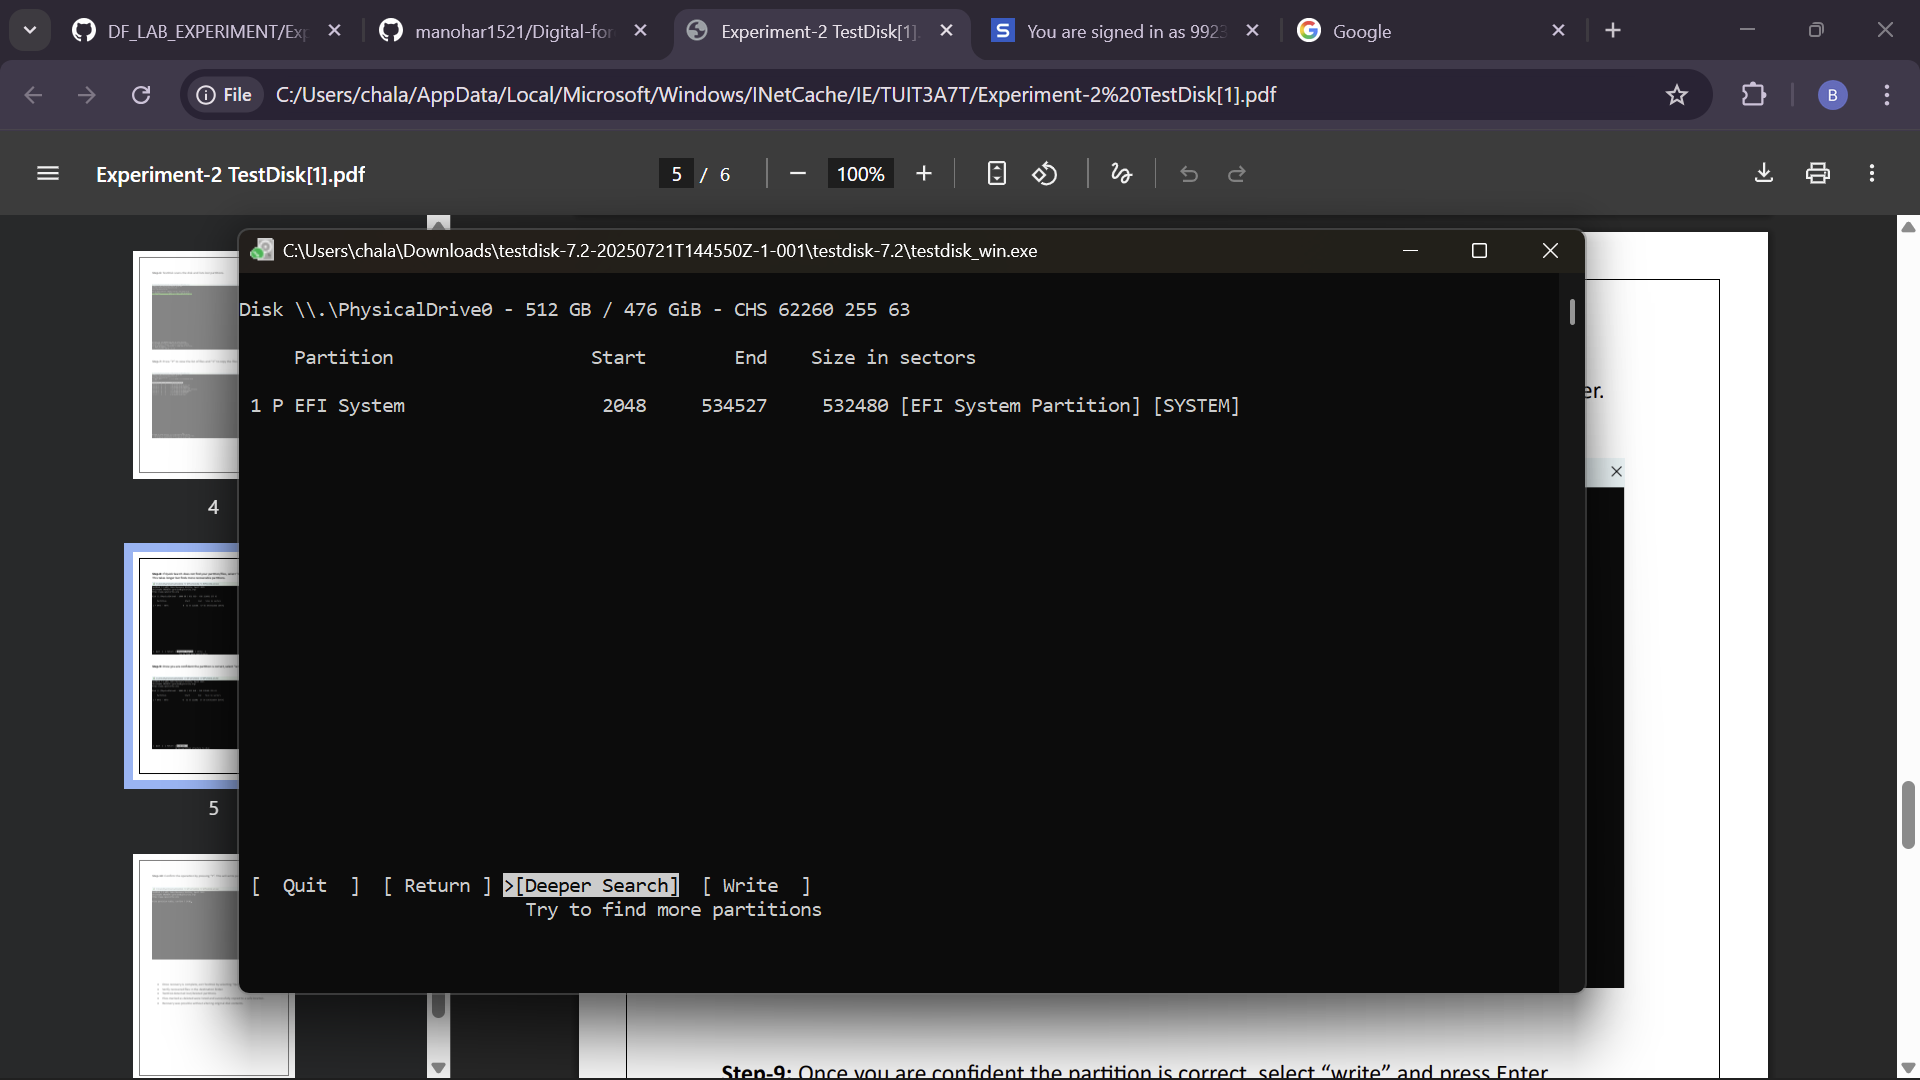 DF_LAB_EXPERIMENT/Exp
manohar1521/Digital-for
Experiment-2 TestDisk[1].
You are signed in as 9923
Google
File
C:/Users/chala/AppData/Local/Microsoft/Windows/INetCache/IE/TUIT3A7T/Experiment-2%20TestDisk[1].pdf
B
Experiment-2 TestDisk[1].pdf
5 / 6
100%
C:\Users\chala\Downloads\testdisk-7.2-20250721T144550Z-1-001\testdisk-7.2\testdisk_win.exe
Disk \\.\PhysicalDrive0 - 512 GB / 476 GiB - CHS 62260 255 63
Partition Start End Size in sectors
er.
1 P EFI System 2048 534527 532480 [EFI System Partition] [SYSTEM]
4
5
[ Quit ] [ Return ] >[Deeper Search] [ Write ]
Try to find more partitions
Step-9: Once you are confident the partition is correct, select “write” and press Enter